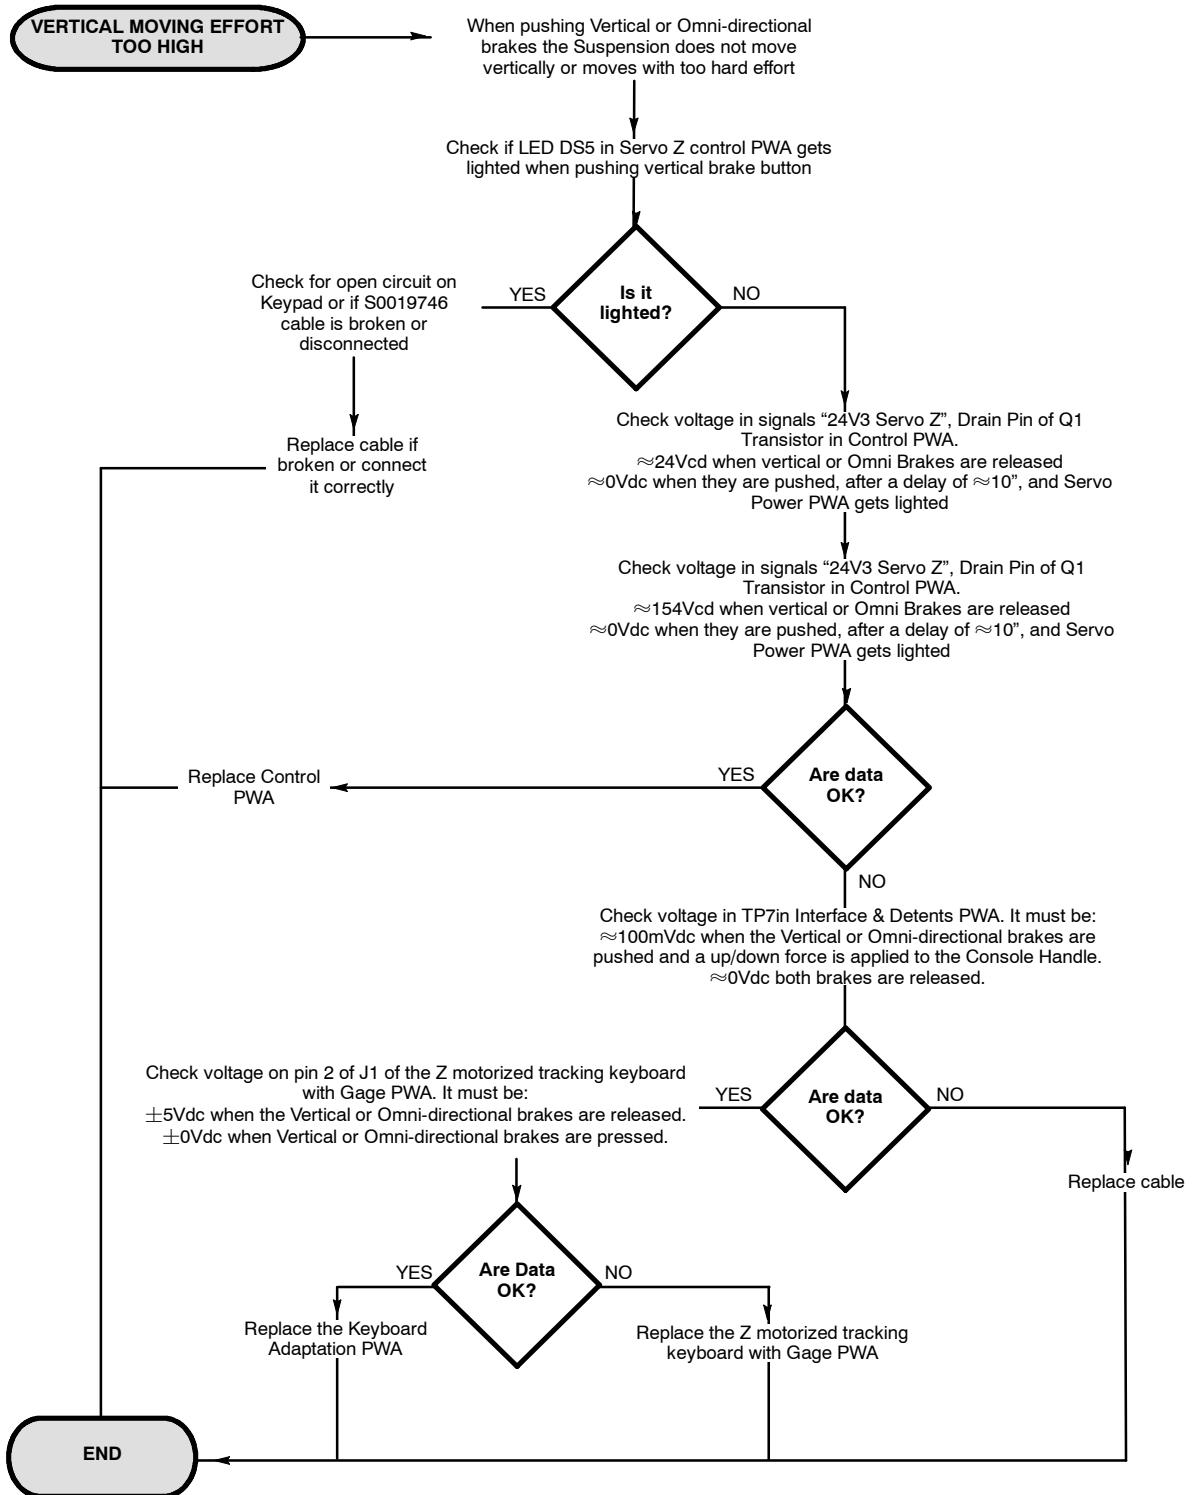 VERTICAL MOVING EFFORT
TOO HIGH
When pushing Vertical or Omni-directional
brakes the Suspension does not move
vertically or moves with too hard effort
Check if LED DS5 in Servo Z control PWA gets
lighted when pushing vertical brake button
Is it
lighted?
YES
NO
Check for open circuit on
Keypad or if S0019746
cable is broken or
disconnected
Replace cable if
broken or connect
it correctly
Check voltage in signals “24V3 Servo Z”, Drain Pin of Q1
Transistor in Control PWA.
≈24Vcd when vertical or Omni Brakes are released
≈0Vdc when they are pushed, after a delay of ≈10”, and Servo
Power PWA gets lighted
Check voltage in signals “24V3 Servo Z”, Drain Pin of Q1
Transistor in Control PWA.
≈154Vcd when vertical or Omni Brakes are released
≈0Vdc when they are pushed, after a delay of ≈10”, and Servo
Power PWA gets lighted
Are data
OK?
YES
Replace Control
PWA
NO
Check voltage in TP7in Interface & Detents PWA. It must be:
≈100mVdc when the Vertical or Omni-directional brakes are
pushed and a up/down force is applied to the Console Handle.
≈0Vdc both brakes are released.
Are data
OK?
YES
NO
Check voltage on pin 2 of J1 of the Z motorized tracking keyboard
with Gage PWA. It must be:
±5Vdc when the Vertical or Omni-directional brakes are released.
±0Vdc when Vertical or Omni-directional brakes are pressed.
Replace cable
Are Data
OK?
YES
NO
Replace the Keyboard
Adaptation PWA
Replace the Z motorized tracking
keyboard with Gage PWA
END